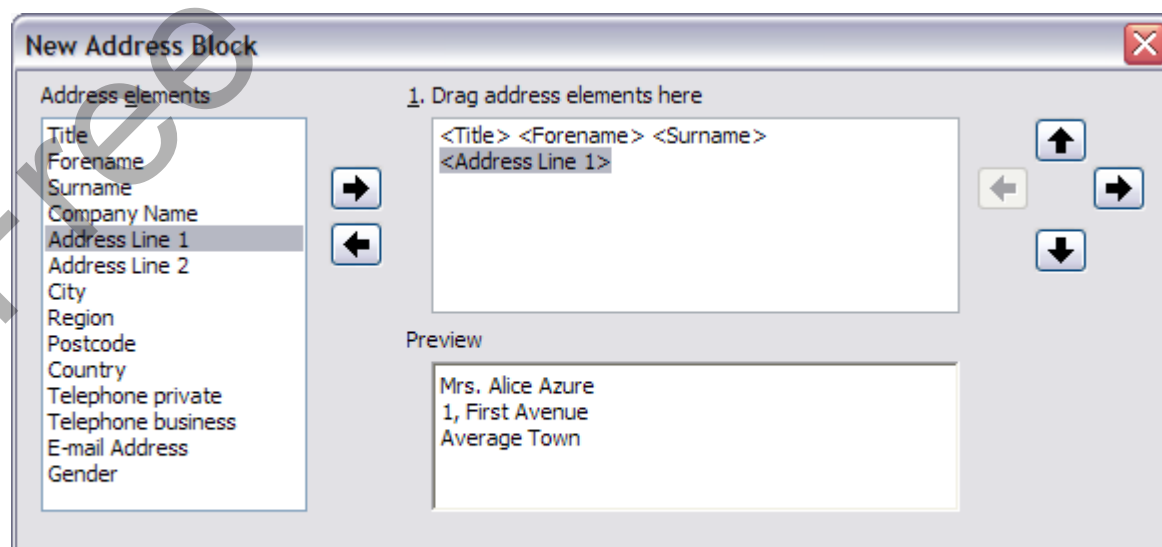 New Address Block
Address elements
Title
Forename
Surname
Company Name
Address Line 1
Address Line 2
City
Region
Postcode
Country
Telephone private
Telephone business
E-mail Address
Gender
1. Drag address elements here
<Title> <Forename> <Surname>
<Address Line 1>
Preview
Mrs. Alice Azure
1, First Avenue
Average Town